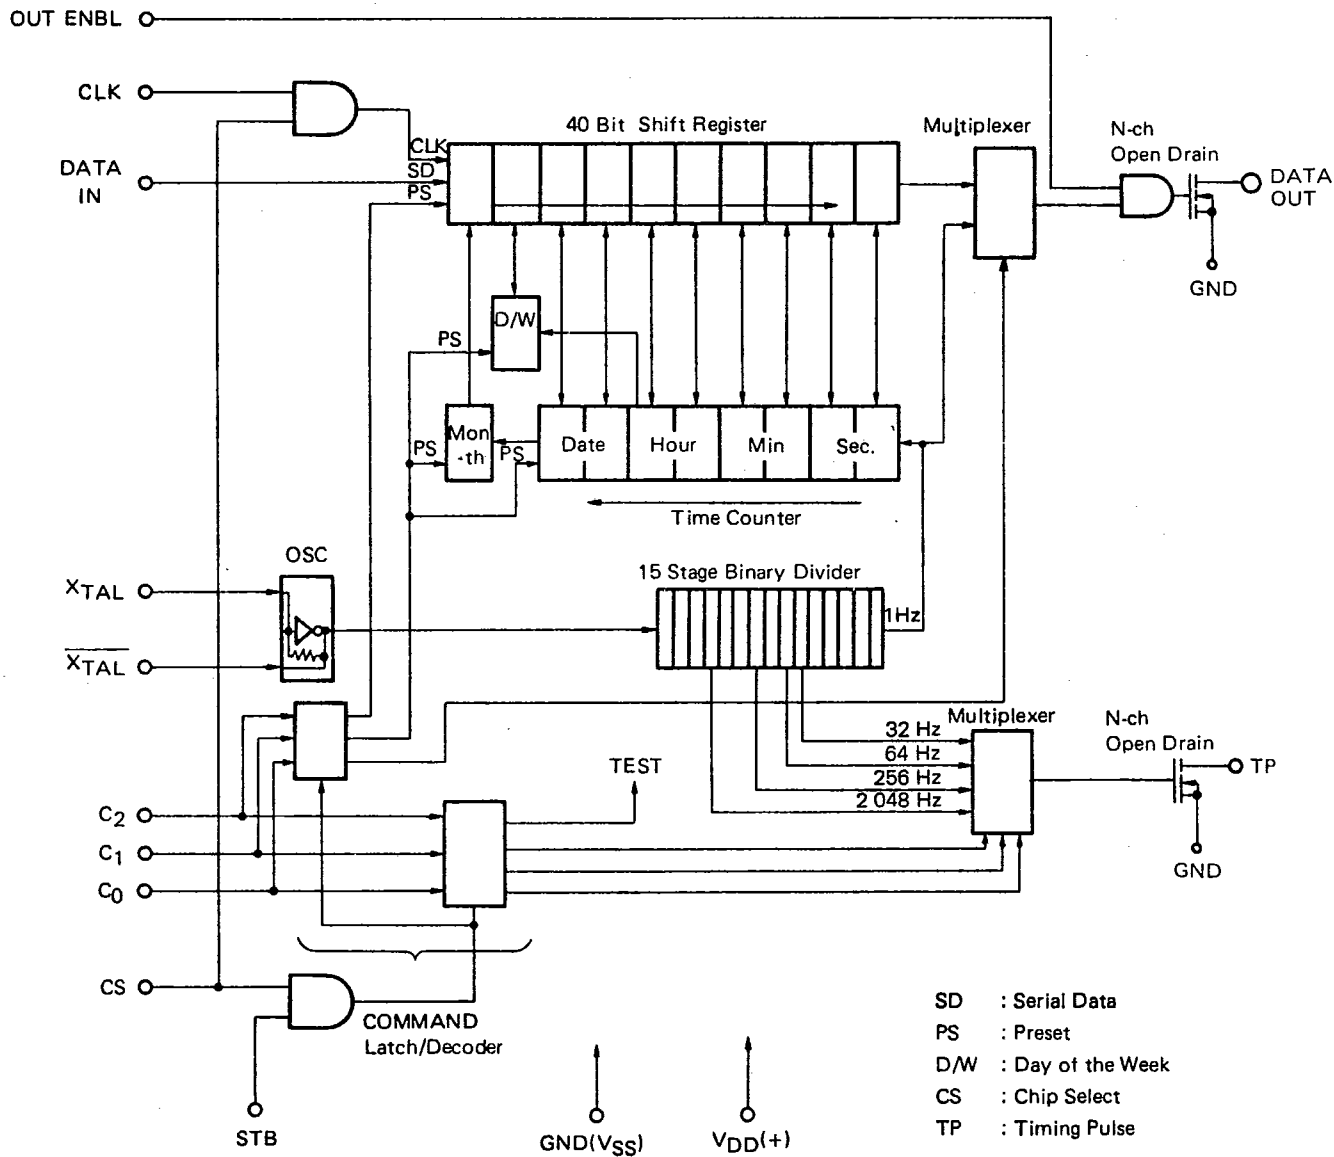 OUT ENBL
CLK
DATA
IN
40 Bit Shift Register
CLK
SD
PS
Multiplexer
N-ch
Open Drain
DATA
OUT
GND
D/W
PS
Mon
-th
PS
PS
Date
Hour
Min
Sec.
Time Counter
OSC
XTAL
X̅T̅A̅L̅
15 Stage Binary Divider
1Hz
Multiplexer
32 Hz
64 Hz
256 Hz
2 048 Hz
N-ch
Open Drain
TP
GND
TEST
C2
C1
C0
CS
COMMAND
Latch/Decoder
STB
GND(VSS)
VDD(+)
SD : Serial Data
PS : Preset
D/W : Day of the Week
CS : Chip Select
TP : Timing Pulse